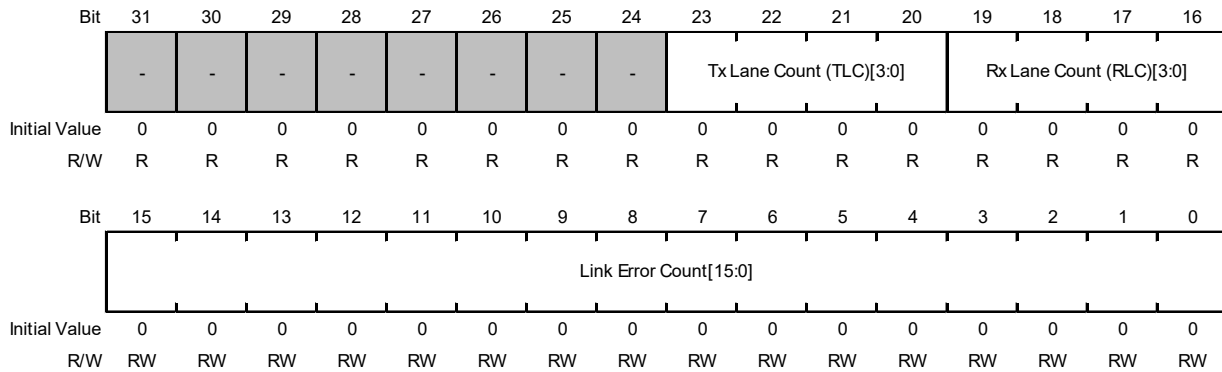 Bit 31 30 29 28 27 26 25 24 23 22 21 20 19 18 17 16
- - - - - - - - Tx Lane Count (TLC)[3:0] Rx Lane Count (RLC)[3:0]
Initial Value 0 0 0 0 0 0 0 0 0 0 0 0 0 0 0 0
R/W R R R R R R R R R R R R R R R R
Bit 15 14 13 12 11 10 9 8 7 6 5 4 3 2 1 0
Link Error Count[15:0]
Initial Value 0 0 0 0 0 0 0 0 0 0 0 0 0 0 0 0
R/W RW RW RW RW RW RW RW RW RW RW RW RW RW RW RW RW